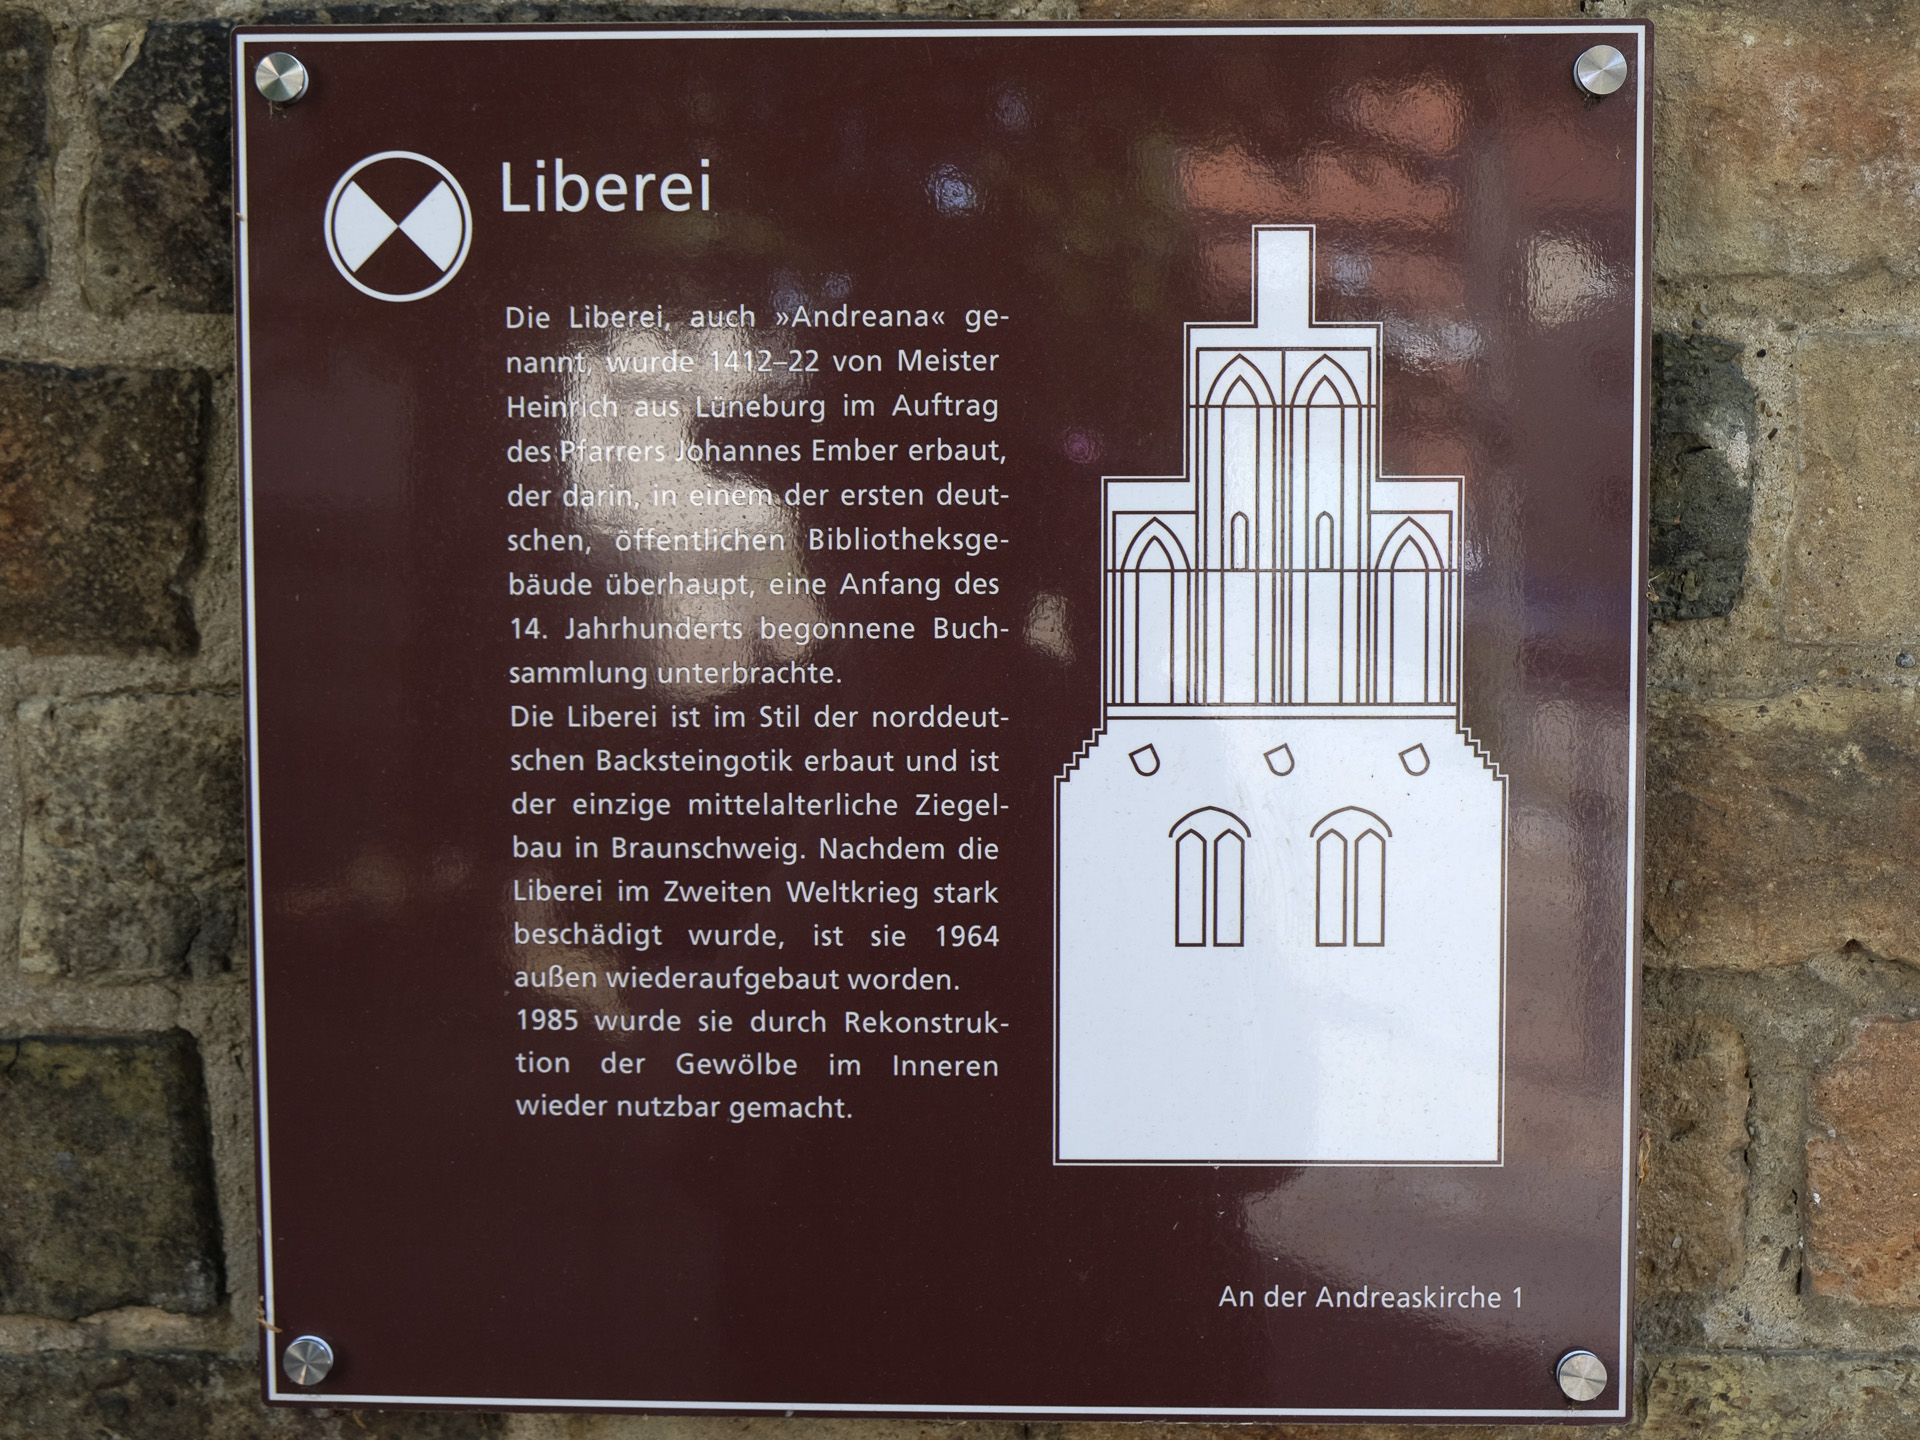 Liberei
Die Liberei, auch »Andreana« ge-
nannt, wurde 1412–22 von Meister
Heinrich aus Lüneburg im Auftrag
des Pfarrers Johannes Ember erbaut,
der darin, in einem der ersten deut-
schen, öffentlichen Bibliotheksge-
bäude überhaupt, eine Anfang des
14. Jahrhunderts begonnene Buch-
sammlung unterbrachte.
Die Liberei ist im Stil der norddeut-
schen Backsteingotik erbaut und ist
der einzige mittelalterliche Ziegel-
bau in Braunschweig. Nachdem die
Liberei im Zweiten Weltkrieg stark
beschädigt wurde, ist sie 1964
außen wiederaufgebaut worden.
1985 wurde sie durch Rekonstruk-
tion der Gewölbe im Inneren
wieder nutzbar gemacht.
An der Andreaskirche 1